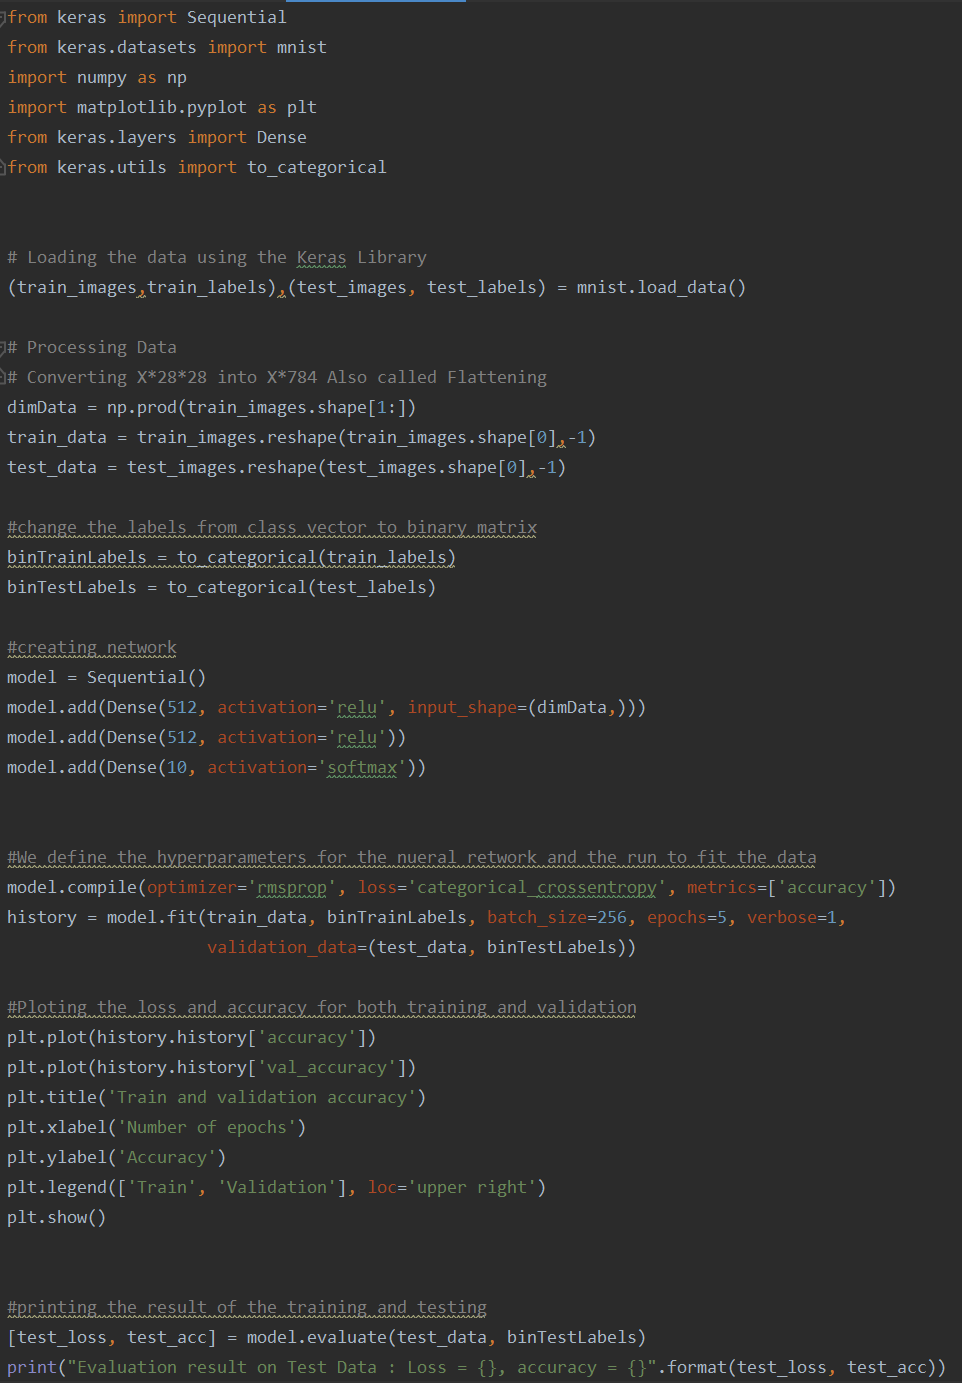 from keras import Sequential
from keras.datasets import mnist
import numpy as np
import matplotlib.pyplot as plt
from keras.layers import Dense
from keras.utils import to_categorical
# Loading the data using the Keras Library
(train_images,train_labels),(test_images, test_labels) = mnist.load_data()
# Processing Data
# Converting X*28*28 into X*784 Also called Flattening
dimData = np.prod(train_images.shape[1:])
train_data = train_images.reshape(train_images.shape[0],-1)
test_data = test_images.reshape(test_images.shape[0],-1)
#change the labels from class vector to binary matrix
binTrainLabels = to_categorical(train_labels)
binTestLabels = to_categorical(test_labels)
#creating network
model = Sequential()
model.add(Dense(512, activation='relu', input_shape=(dimData,)))
model.add(Dense(512, activation='relu'))
model.add(Dense(10, activation='softmax'))
#We define the hyperparameters for the nueral retwork and the run to fit the data
model.compile(optimizer='rmsprop', loss='categorical_crossentropy', metrics=['accuracy'])
history = model.fit(train_data, binTrainLabels, batch_size=256, epochs=5, verbose=1,
validation_data=(test_data, binTestLabels))
#Ploting the loss and accuracy for both training and validation
plt.plot(history.history['accuracy'])
plt.plot(history.history['val_accuracy'])
plt.title('Train and validation accuracy')
plt.xlabel('Number of epochs')
plt.ylabel('Accuracy')
plt.legend(['Train', 'Validation'], loc='upper right')
plt.show()
#printing the result of the training and testing
[test_loss, test_acc] = model.evaluate(test_data, binTestLabels)
print("Evaluation result on Test Data : Loss = {}, accuracy = {}".format(test_loss, test_acc))